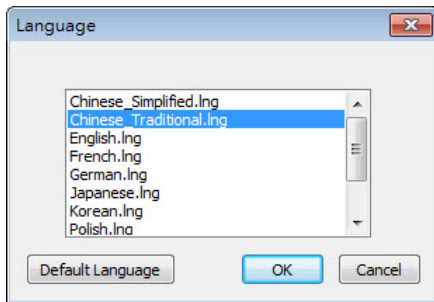 Language
Chinese_Simplified.lng
Chinese_Traditional.lng
English.lng
French.lng
German.lng
Japanese.lng
Korean.lng
Polish.lng
Default Language
OK
Cancel